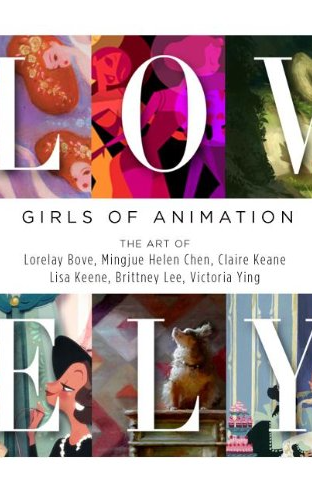 LOV
GIRLS OF ANIMATION
THE ART OF
Lorelay Bove, Mingjue Helen Chen, Claire Keane
Lisa Keene, Brittney Lee, Victoria Ying
ELY